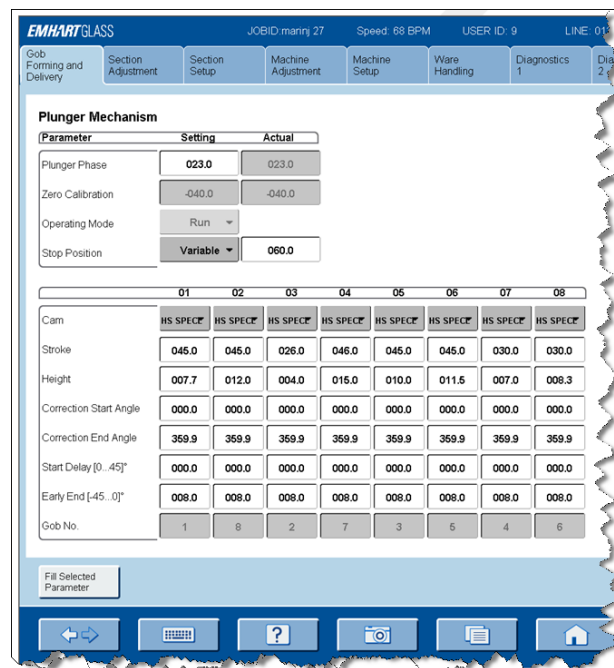 EMHARTGLASS JOBID:marinj 27 Speed: 68 BPM USER ID: 9 LINE: 01
Gob Forming and Delivery
Section Adjustment
Section Setup
Machine Adjustment
Machine Setup
Ware Handling
Diagnostics 1
Dia 2
Plunger Mechanism
Parameter Setting Actual
Plunger Phase 023.0 023.0
Zero Calibration -040.0 -040.0
Operating Mode Run
Stop Position Variable 060.0
01 02 03 04 05 06 07 08
Cam HS SPEC HS SPEC HS SPEC HS SPEC HS SPEC HS SPEC HS SPEC HS SPEC
Stroke 045.0 045.0 026.0 046.0 045.0 045.0 030.0 030.0
Height 007.7 012.0 004.0 015.0 010.0 011.5 007.0 008.3
Correction Start Angle 000.0 000.0 000.0 000.0 000.0 000.0 000.0 000.0
Correction End Angle 359.9 359.9 359.9 359.9 359.9 359.9 359.9 359.9
Start Delay [0...45]° 000.0 000.0 000.0 000.0 000.0 000.0 000.0 000.0
Early End [-45...0]° 008.0 008.0 008.0 008.0 008.0 008.0 008.0 008.0
Gob No. 1 8 2 7 3 5 4 6
Fill Selected
Parameter
?